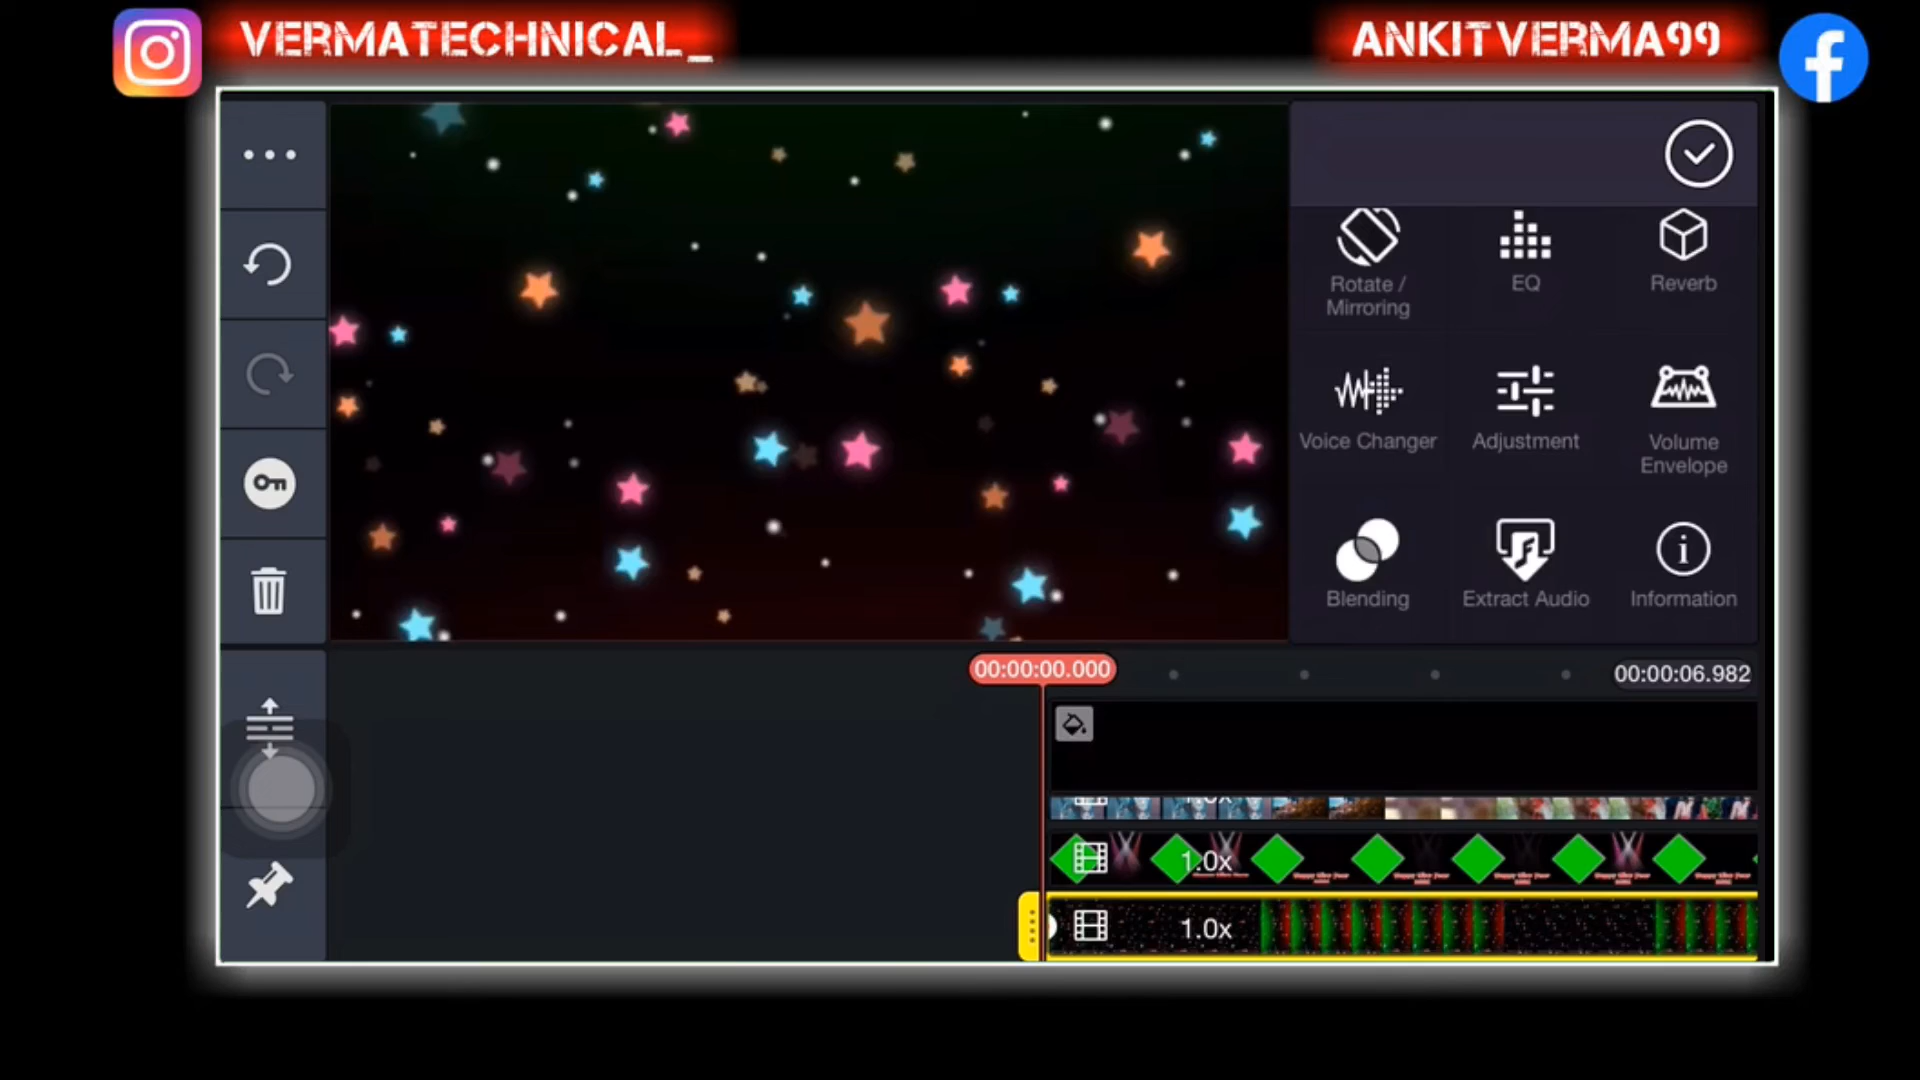 VERMATECHNICAL_
ANKITVERMA99
Rotate /
Mirroring
EQ
Reverb
Voice Changer
Adjustment
Volume
Envelope
Blending
Extract Audio
Information
00:00:00.000
00:00:06.982
1.0x
1.0x